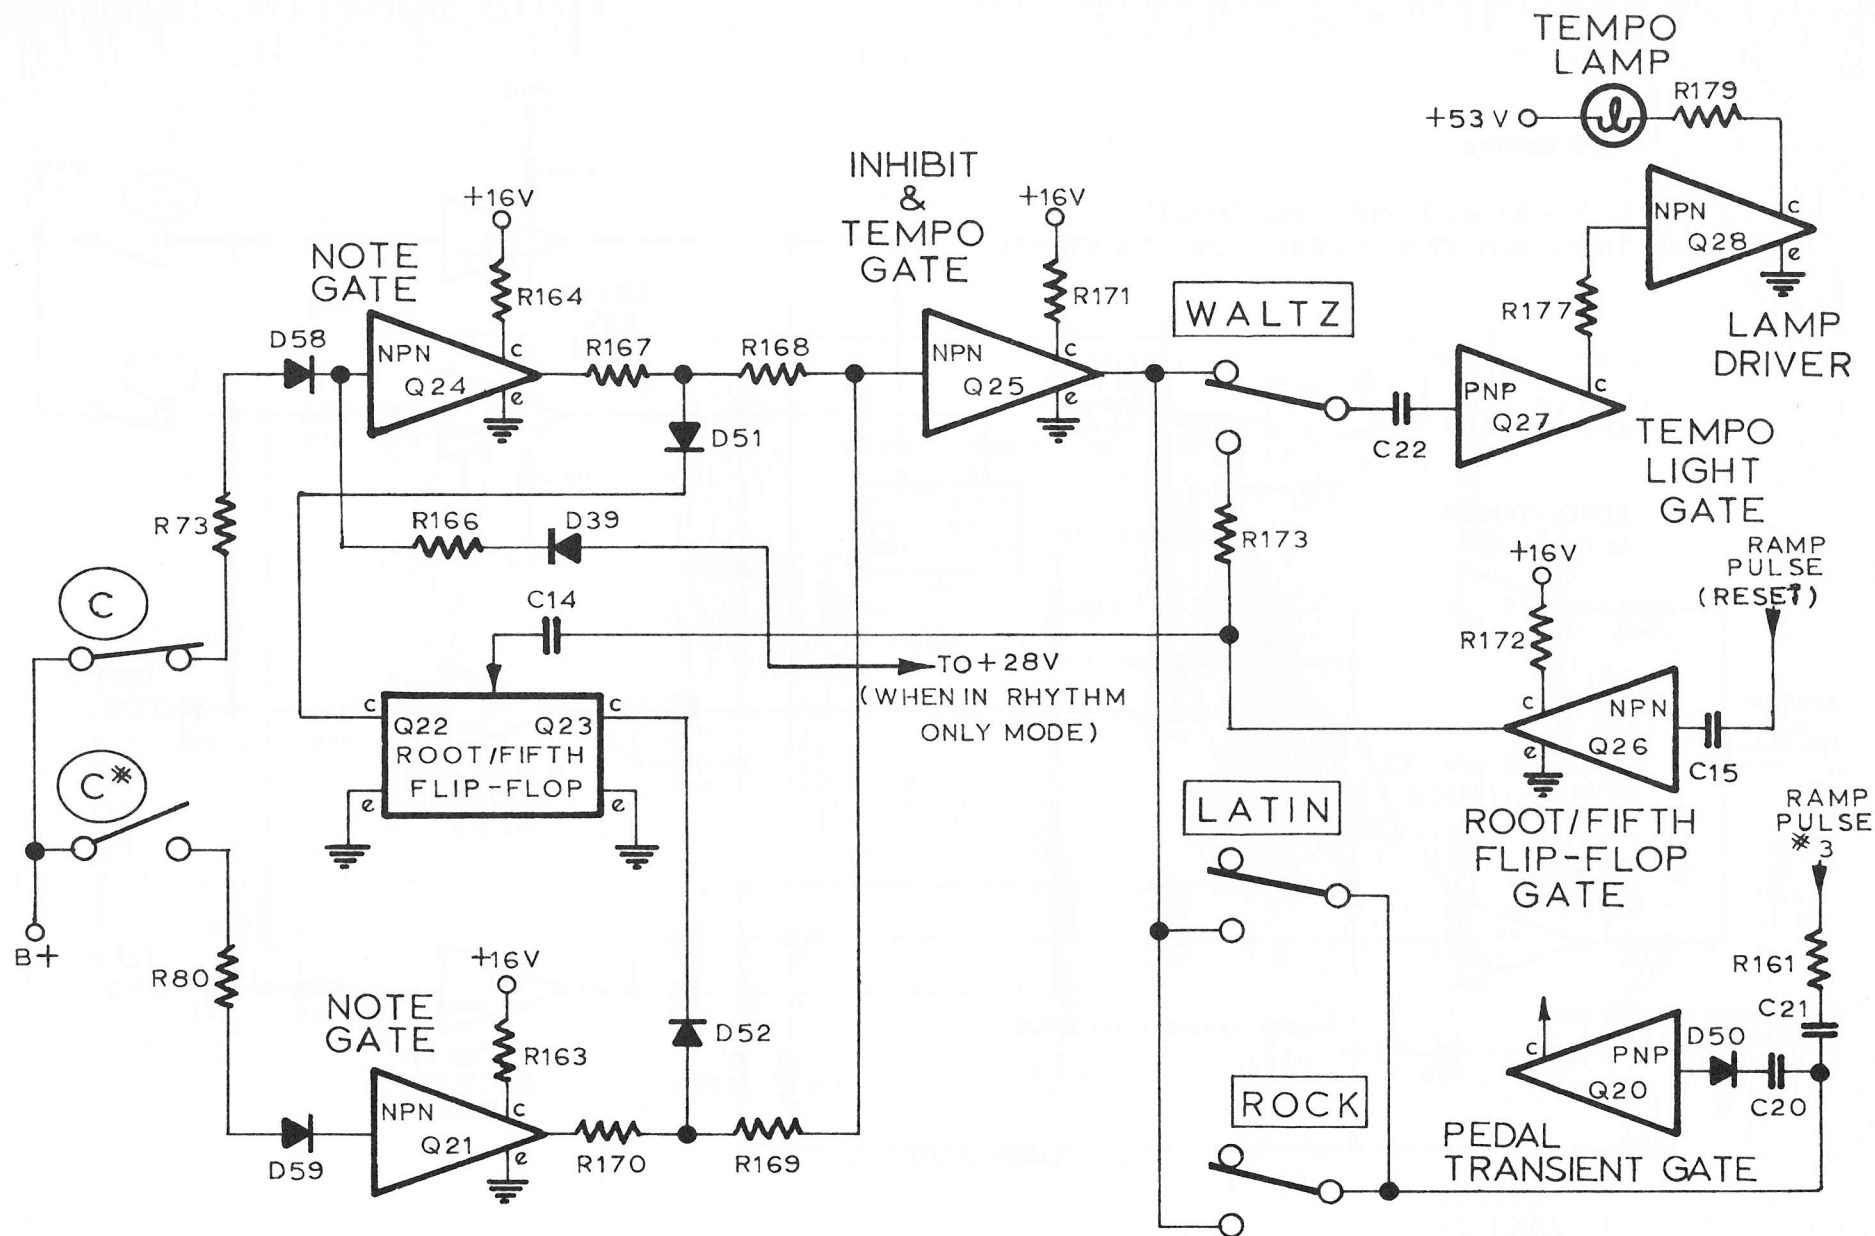 TEMPO
LAMP
R179
+53 V
NPN
Q28
c
e
LAMP
DRIVER
R177
INHIBIT
&
TEMPO
GATE
+16V
R171
NPN
Q25
c
e
WALTZ
C22
PNP
Q27
c
TEMPO
LIGHT
GATE
NOTE
GATE
+16V
R164
D58
NPN
Q24
c
e
R167
R168
D51
R73
R166
D39
C14
R173
C
TO +28V
(WHEN IN RHYTHM
ONLY MODE)
+16V
RAMP
PULSE
(RESET)
R172
c
NPN
Q26
e
C15
ROOT/FIFTH
FLIP-FLOP
GATE
c
Q22
Q23
c
ROOT/FIFTH
FLIP-FLOP
e
e
C#
B+
LATIN
RAMP
PULSE
#3
R161
C21
R80
NOTE
GATE
+16V
R163
D52
D59
NPN
Q21
c
e
R170
R169
ROCK
c
PNP
Q20
D50
C20
PEDAL
TRANSIENT GATE